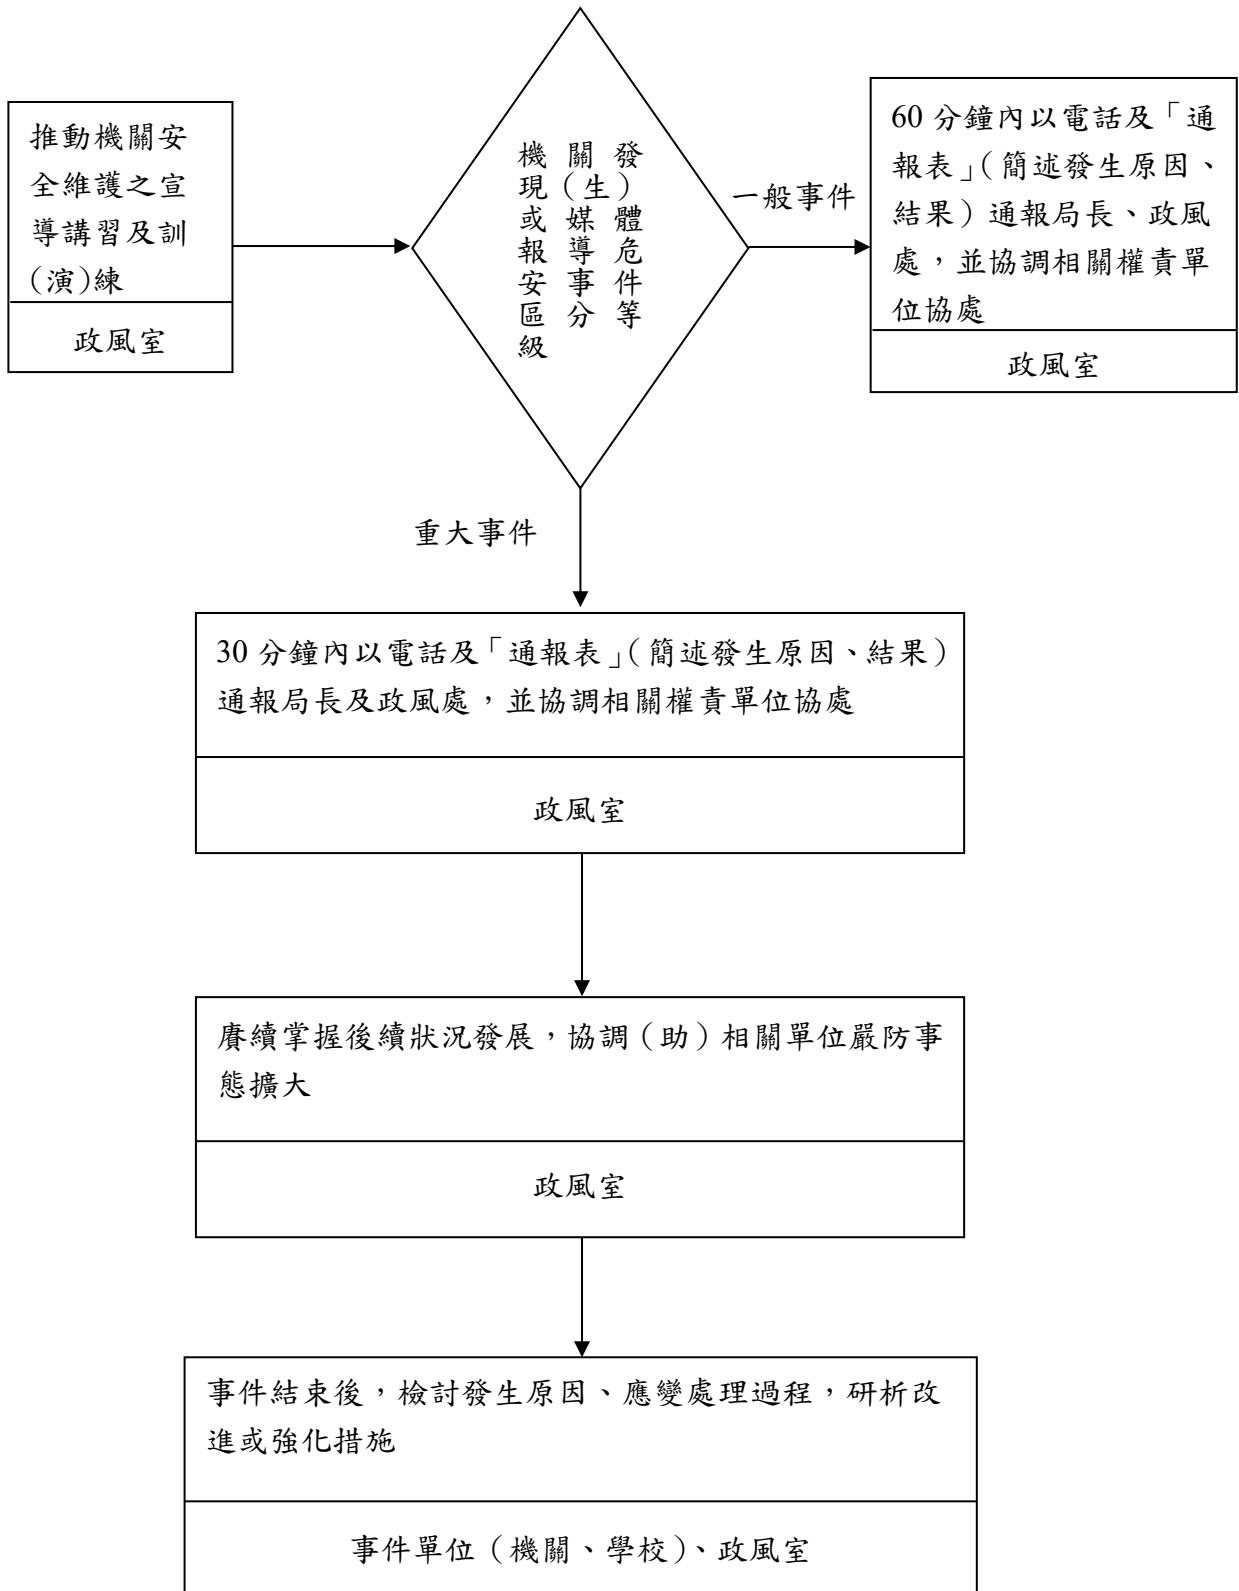 推動機關安
全維護之宣
導講習及訓
(演)練
政風室
機關發
現(生)
或媒體
報導危
安事件
區分等
級
一般事件
60 分鐘內以電話及「通
報表」(簡述發生原因、
結果)通報局長、政風
處,並協調相關權責單
位協處
政風室
重大事件
30 分鐘內以電話及「通報表」(簡述發生原因、結果)
通報局長及政風處,並協調相關權責單位協處
政風室
賡續掌握後續狀況發展,協調(助)相關單位嚴防事
態擴大
政風室
事件結束後,檢討發生原因、應變處理過程,研析改
進或強化措施
事件單位(機關、學校)、政風室